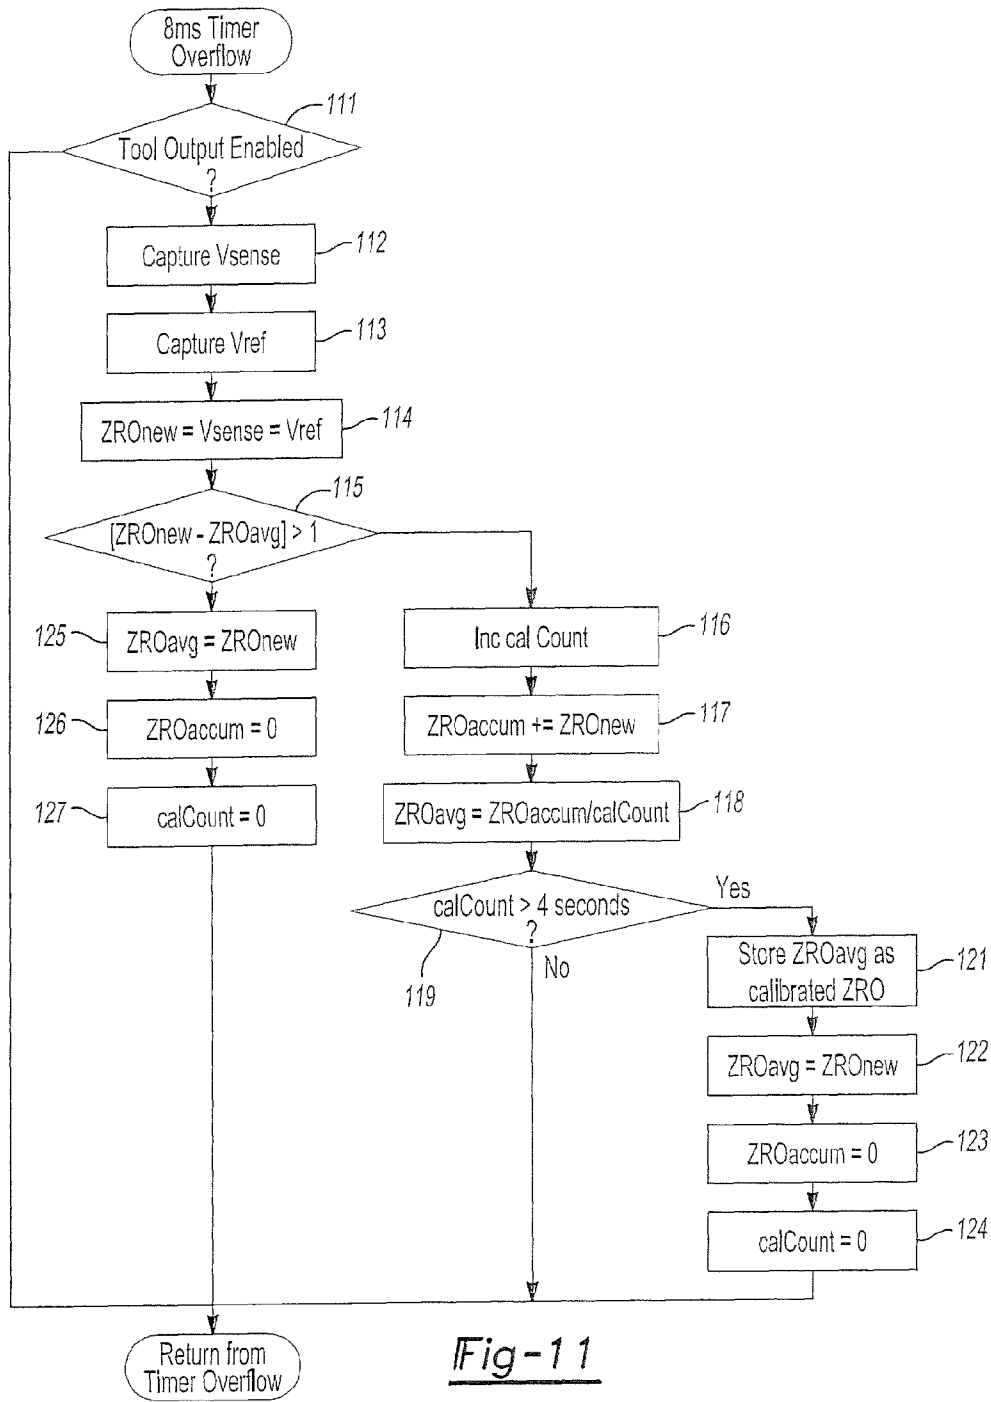 8ms Timer
Overflow
111
Tool Output Enabled
?
112
Capture Vsense
113
Capture Vref
114
ZROnew = Vsense = Vref
115
[ZROnew - ZROavg] > 1
?
125
ZROavg = ZROnew
126
ZROaccum = 0
127
calCount = 0
Inc cal Count
116
ZROaccum += ZROnew
117
ZROavg = ZROaccum/calCount
118
calCount > 4 seconds
?
119
Yes
No
Store ZROavg as
calibrated ZRO
121
ZROavg = ZROnew
122
ZROaccum = 0
123
calCount = 0
124
Return from
Timer Overflow
Fig-11